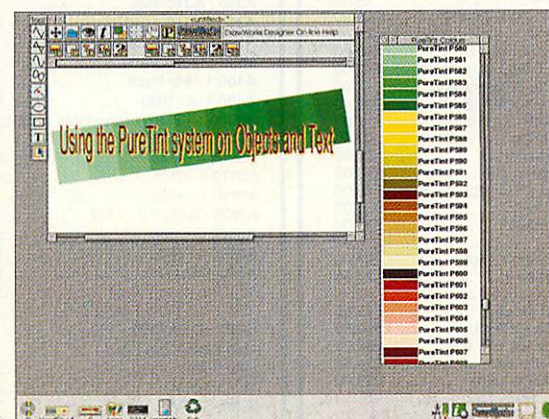 <untitled> *
DrawWorks Designer On-line Help
Using the PureTint system on Objects and Text
PureTint Colours
PureTint P580
PureTint P581
PureTint P582
PureTint P583
PureTint P584
PureTint P585
PureTint P586
PureTint P587
PureTint P588
PureTint P589
PureTint P590
PureTint P591
PureTint P592
PureTint P593
PureTint P594
PureTint P595
PureTint P596
PureTint P597
PureTint P598
PureTint P599
PureTint P600
PureTint P601
PureTint P602
PureTint P603
PureTint P604
PureTint P605
PureTint P606
PureTint P607